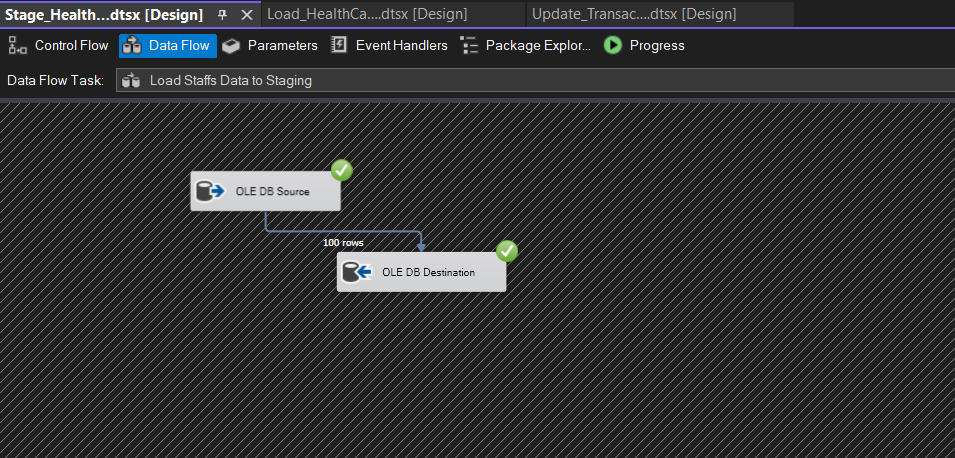 Stage_Health...dtsx [Design] Load_HealthCa....dtsx [Design] Update_Transac....dtsx [Design]
Control Flow Data Flow Parameters Event Handlers Package Explor... Progress
Data Flow Task: Load Staffs Data to Staging
OLE DB Source
100 rows
OLE DB Destination